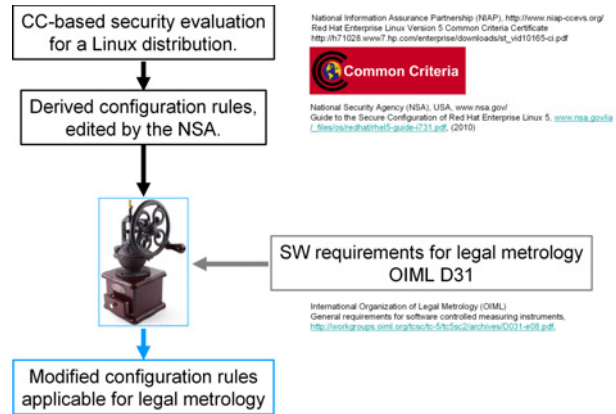 CC-based security evaluation
for a Linux distribution.
National Information Assurance Partnership (NIAP), http://www.niap-ccevs.org/
Red Hat Enterprise Linux Version 5 Common Criteria Certificate
http://h71028.www7.hp.com/enterprise/downloads/st_vid10165-ci.pdf
Common Criteria
Derived configuration rules,
edited by the NSA.
National Security Agency (NSA), USA, www.nsa.gov/
Guide to the Secure Configuration of Red Hat Enterprise Linux 5, www.nsa.gov/ia
/_files/os/redhat/rhel5-guide-i731.pdf, (2010)
SW requirements for legal metrology
OIML D31
International Organization of Legal Metrology (OIML)
General requirements for software controlled measuring instruments,
http://workgroups.oiml.org/tcsc/tc-5/tc5sc2/archives/D031-e08.pdf,
Modified configuration rules
applicable for legal metrology